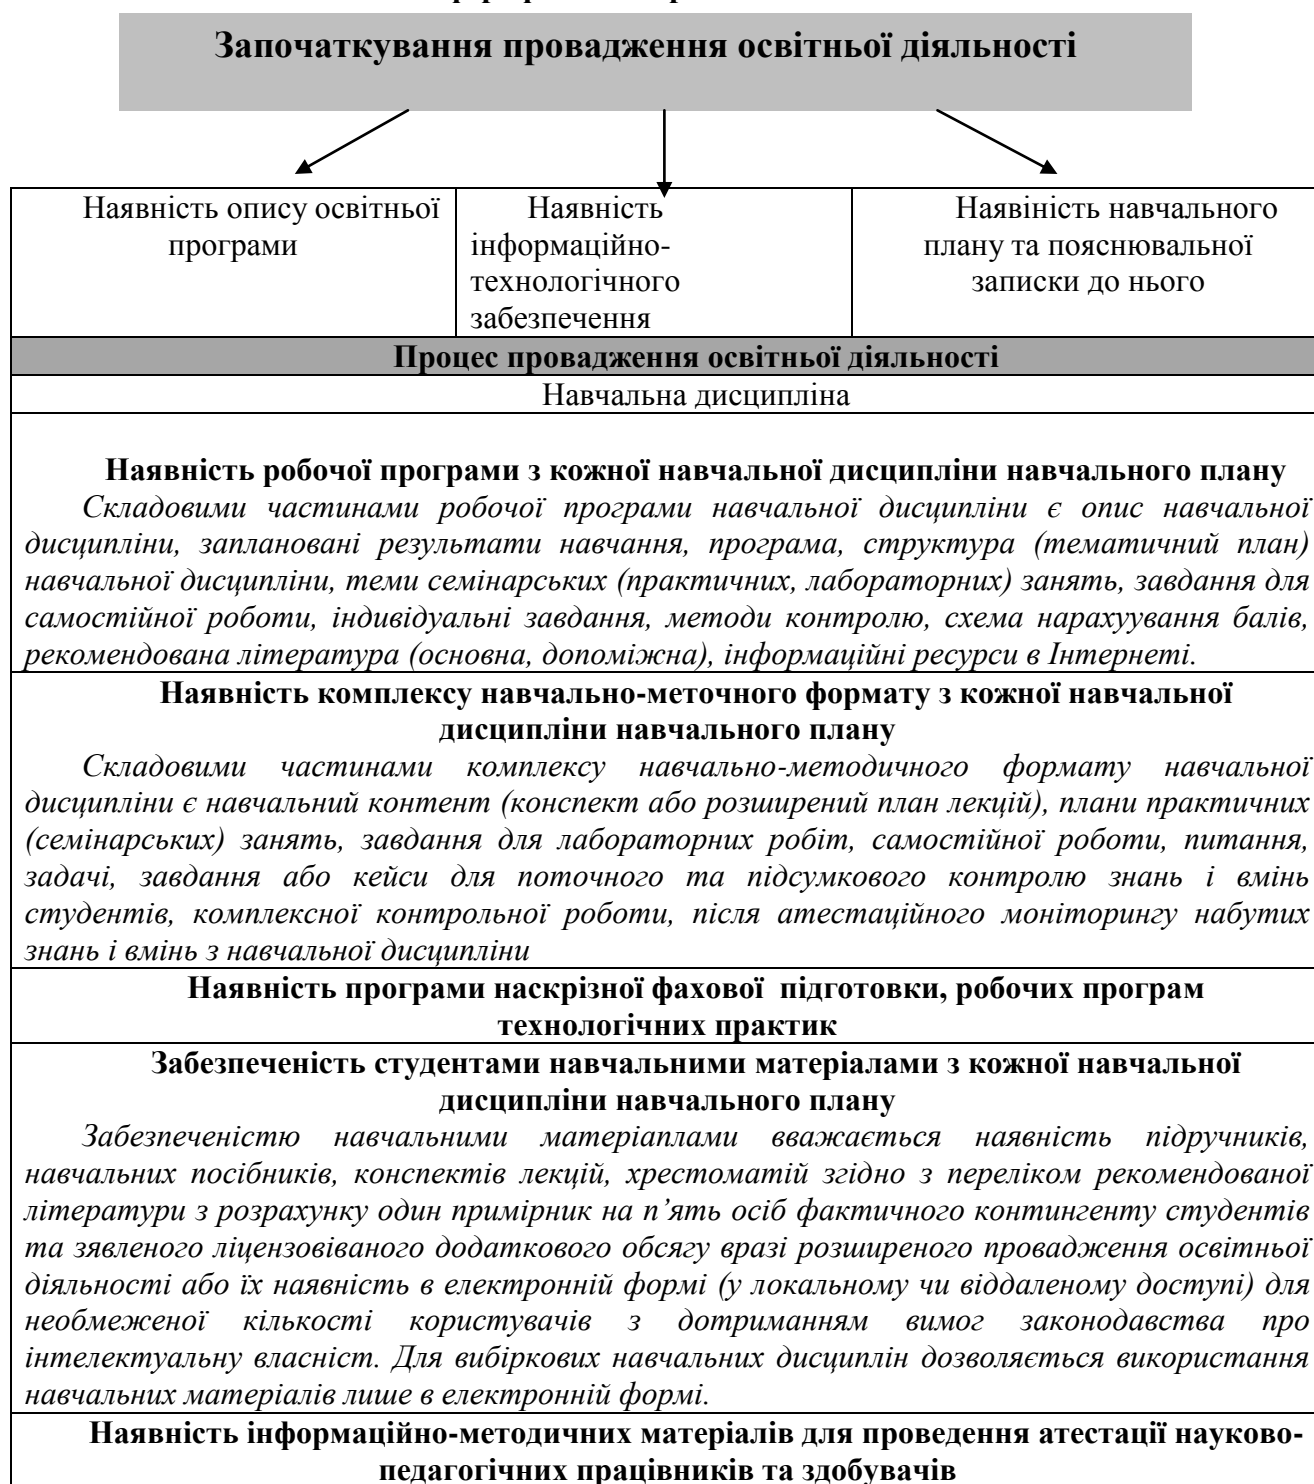 Започаткування провадження освітньої діяльності
Наявність опису освітньої
програми
Наявність
інформаційно-
технологічного
забезпечення
Наявіність навчального
плану та пояснювальної
записки до нього
Процес провадження освітньої діяльності
Навчальна дисципліна
Наявність робочої програми з кожної навчальної дисципліни навчального плану
Складовими частинами робочої програми навчальної дисципліни є опис навчальної
дисципліни, заплановані результати навчання, програма, структура (тематичний план)
навчальної дисципліни, теми семінарських (практичних, лабораторних) занять, завдання для
самостійної роботи, індивідуальні завдання, методи контролю, схема нарахуування балів,
рекомендована література (основна, допоміжна), інформаційні ресурси в Інтернеті.
Наявність комплексу навчально-меточного формату з кожної навчальної
дисципліни навчального плану
Складовими частинами комплексу навчально-методичного формату навчальної
дисципліни є навчальний контент (конспект або розширений план лекцій), плани практичних
(семінарських) занять, завдання для лабораторних робіт, самостійної роботи, питання,
задачі, завдання або кейси для поточного та підсумкового контролю знань і вмінь
студентів, комплексної контрольної роботи, після атестаційного моніторингу набутих
знань і вмінь з навчальної дисципліни
Наявність програми наскрізної фахової підготовки, робочих програм
технологічних практик
Забезпеченість студентами навчальними матеріалами з кожної навчальної
дисципліни навчального плану
Забезпеченістю навчальними матеріаплами вважається наявність підручників,
навчальних посібників, конспектів лекцій, хрестоматій згідно з переліком рекомендованої
літератури з розрахунку один примірник на п’ять осіб фактичного контингенту студентів
та зявленого ліцензовіваного додаткового обсягу вразі розширеного провадження освітньої
діяльності або їх наявність в електронній формі (у локальному чи віддаленому доступі) для
необмеженої кількості користувачів з дотриманням вимог законодавства про
інтелектуальну власніст. Для вибіркових навчальних дисциплін дозволяється використання
навчальних матеріалів лише в електронній формі.
Наявність інформаційно-методичних матеріалів для проведення атестації науково-
педагогічних працівників та здобувачів